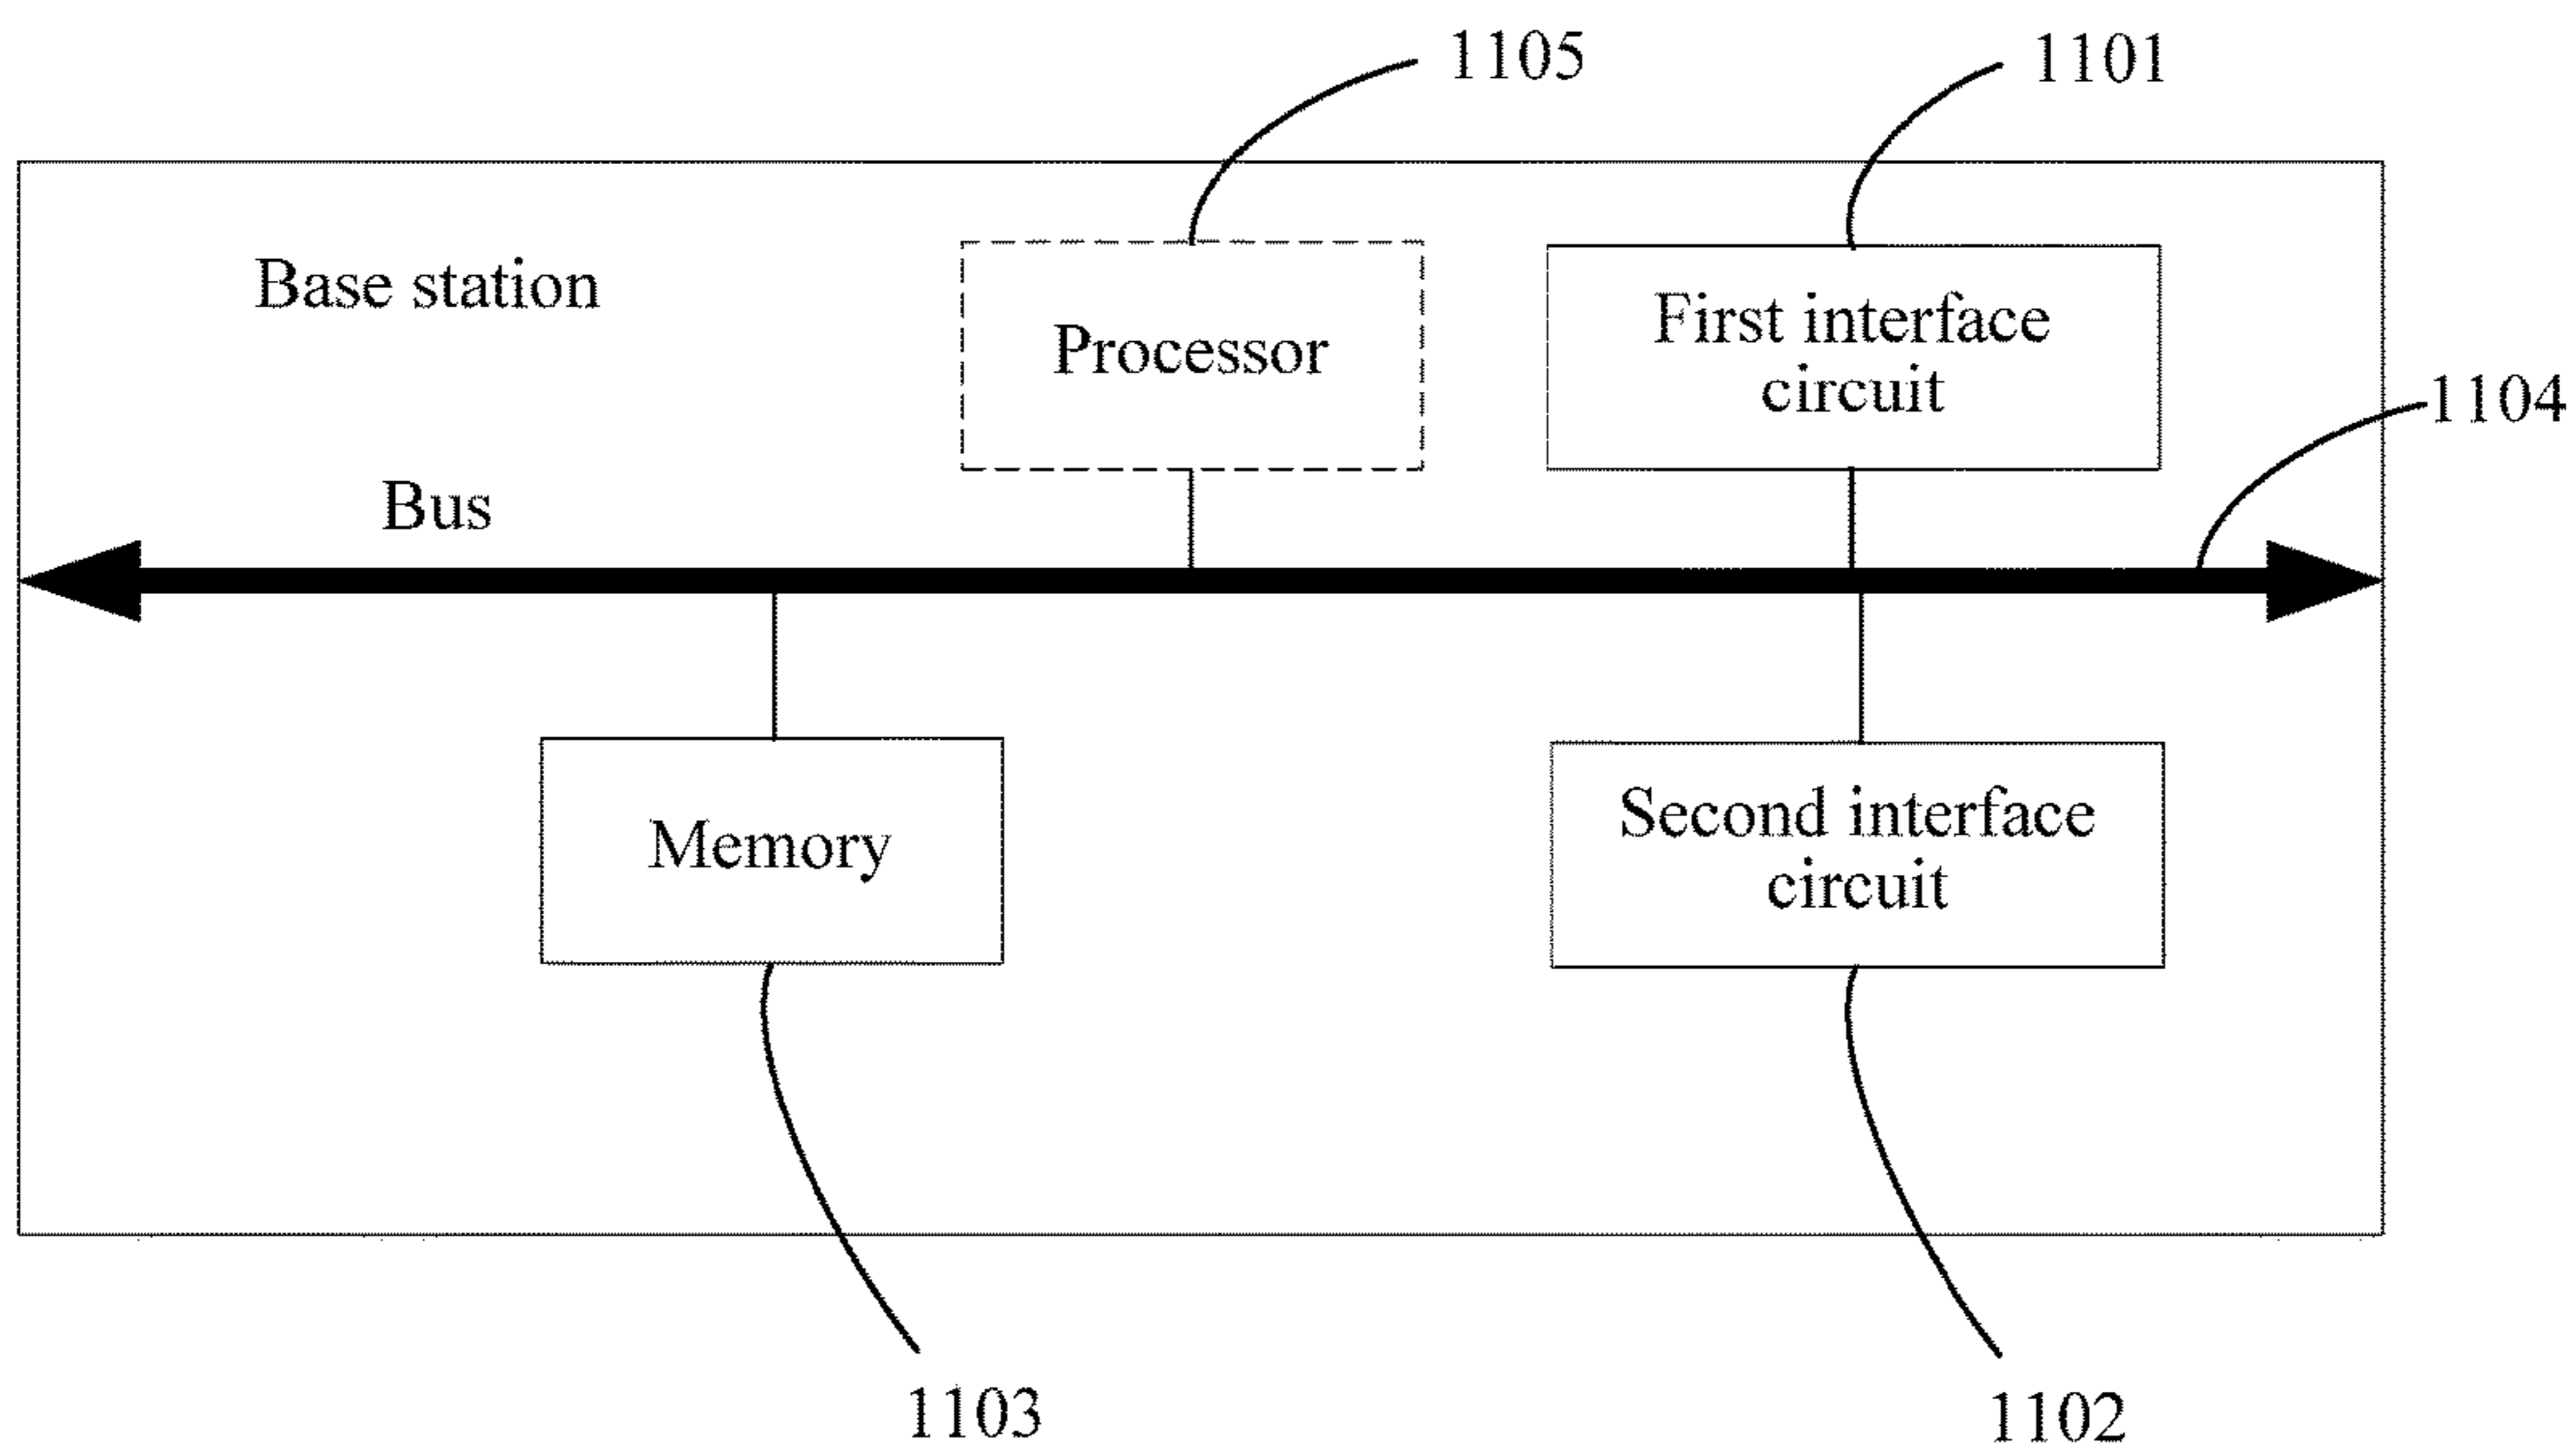 1105
1101
Base station
Processor
First interface
circuit
1104
Bus
Memory
Second interface
circuit
1103
1102